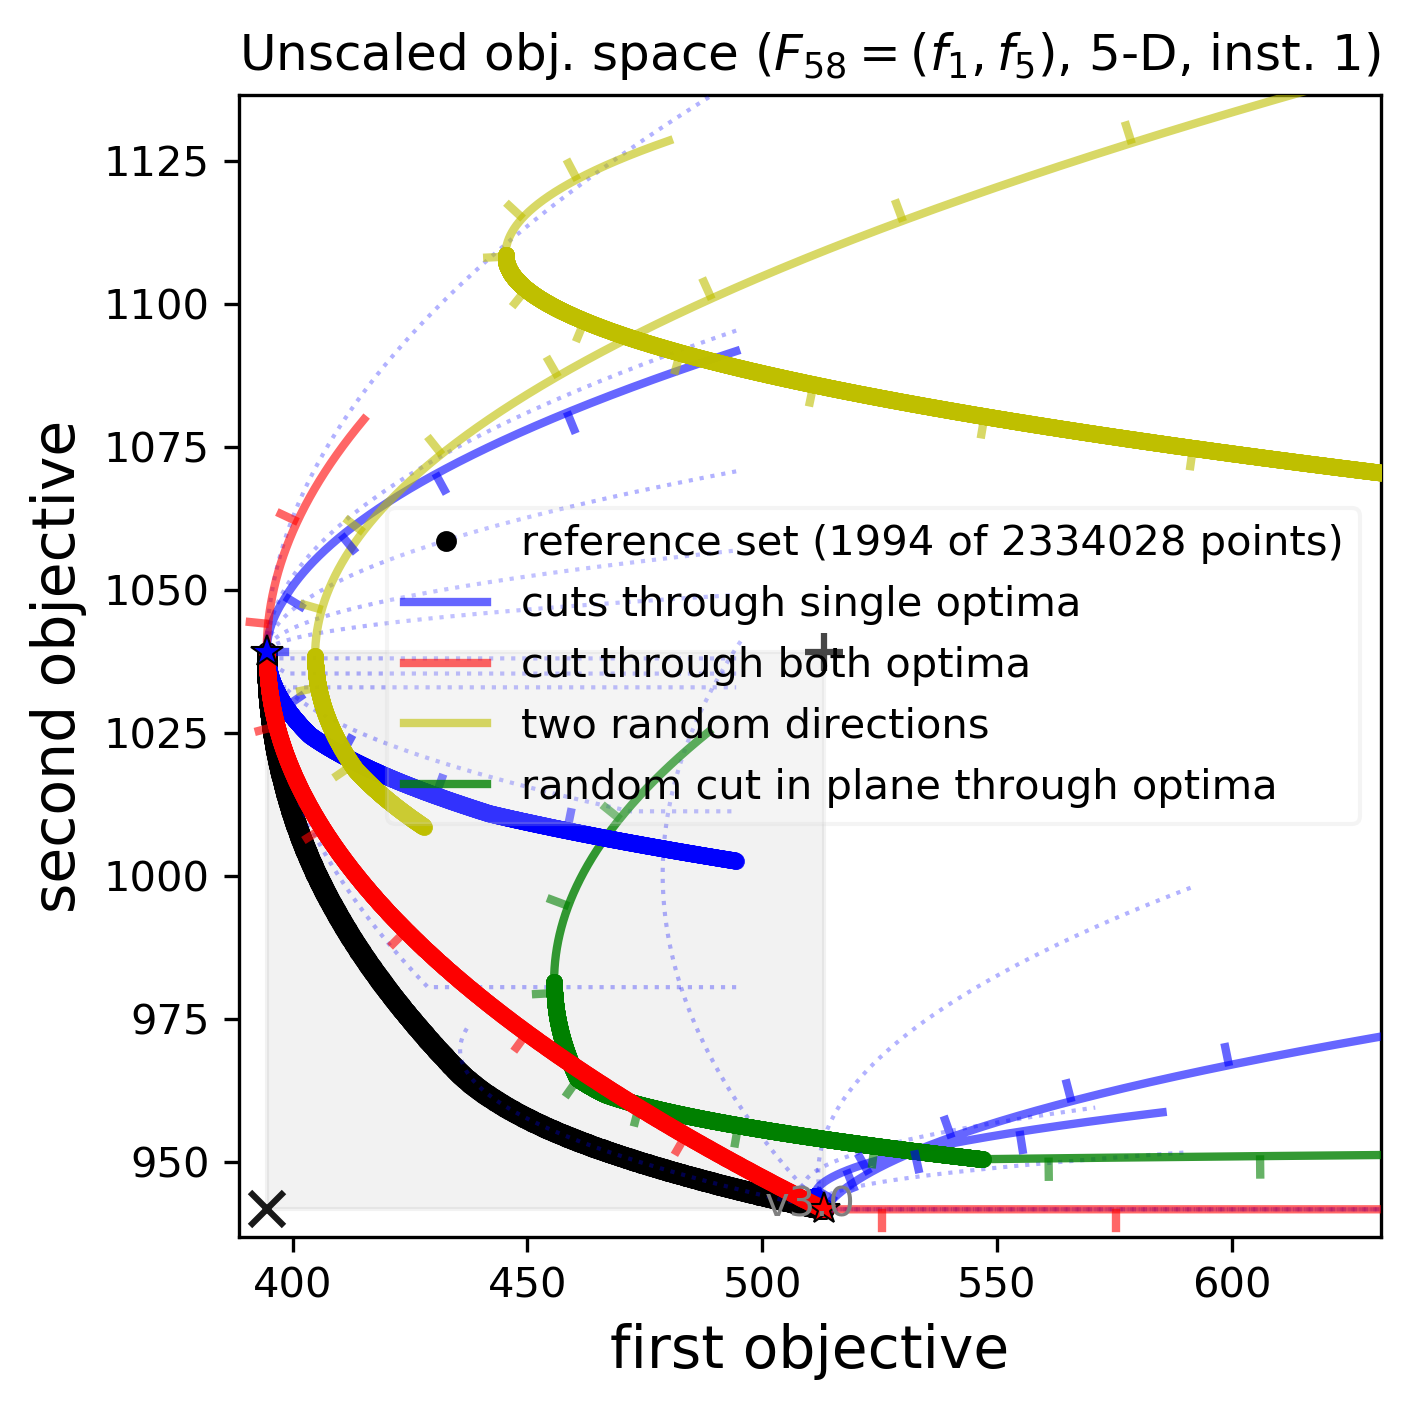 Unscaled obj. space (F58 = (f1, f5), 5-D, inst. 1)
1125
1100
1075
1050
1025
1000
975
950
second objective
reference set (1994 of 2334028 points)
cuts through single optima
cut through both optima
two random directions
random cut in plane through optima
v3.0
400 450 500 550 600
first objective